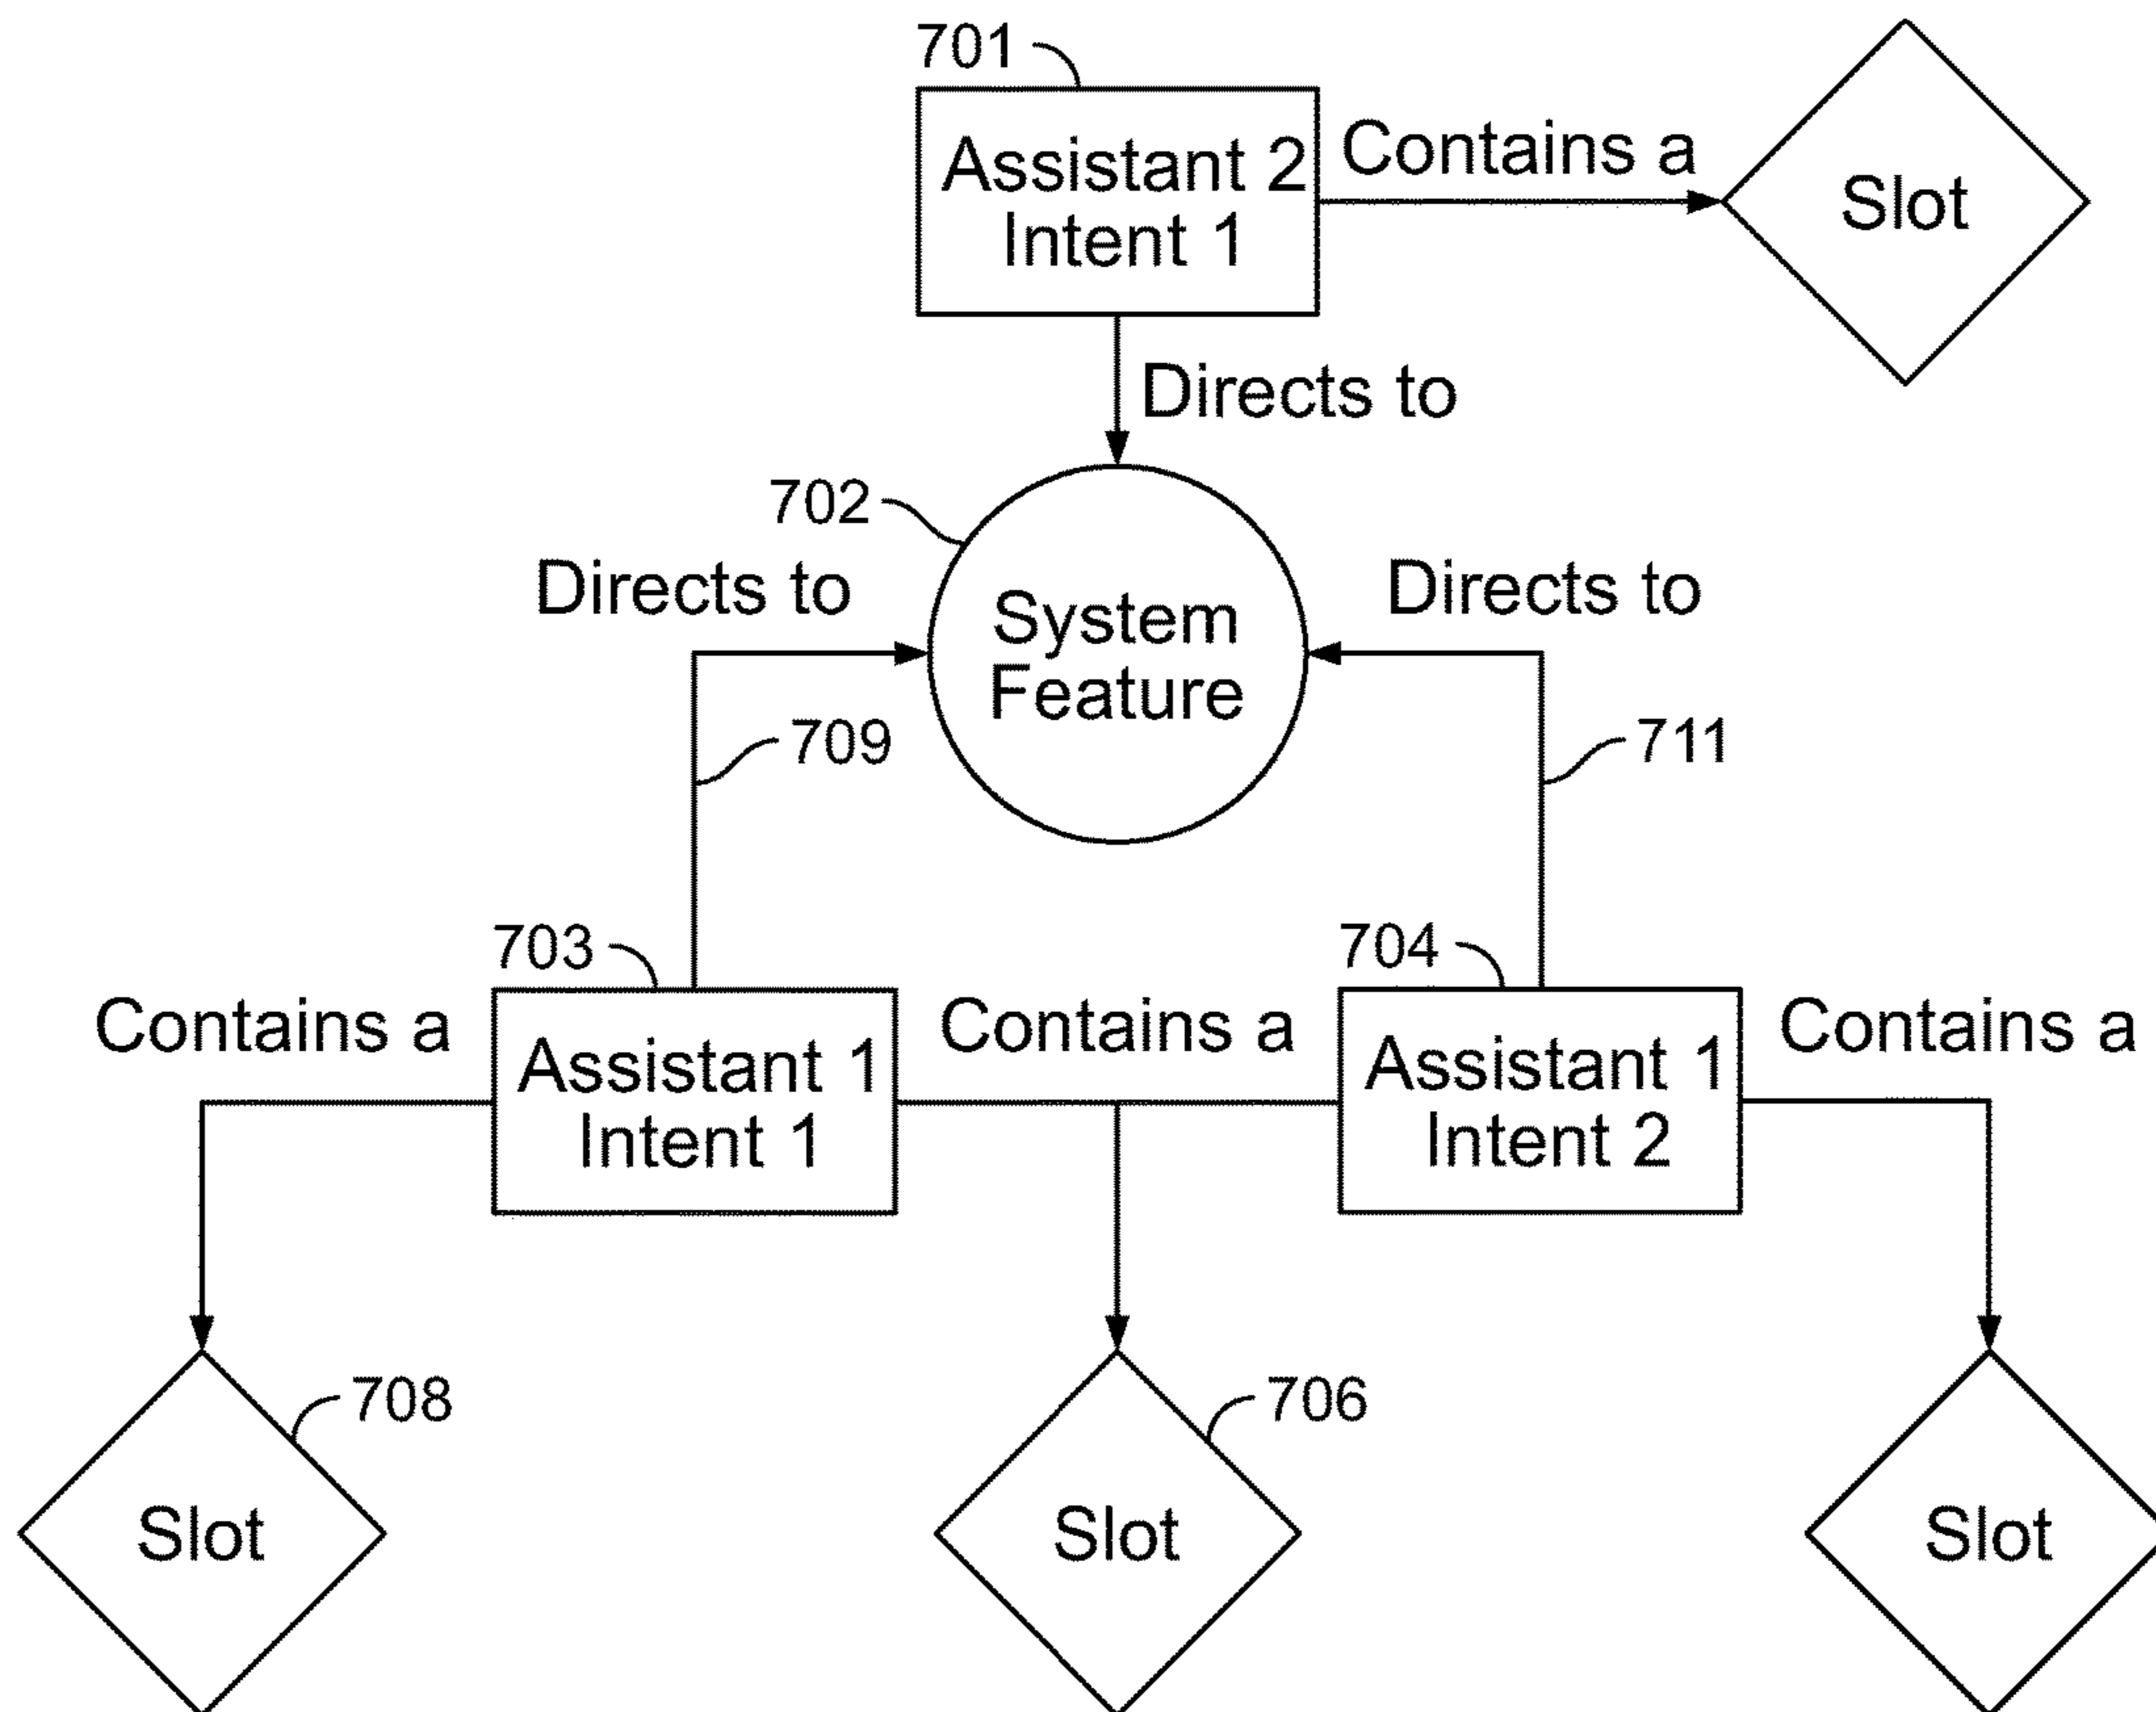 701
Assistant 2
Intent 1
Contains a
Slot
Directs to
702
Directs to
System
Feature
Directs to
709
711
703
704
Contains a
Assistant 1
Intent 1
Contains a
Assistant 1
Intent 2
Contains a
708
706
Slot
Slot
Slot